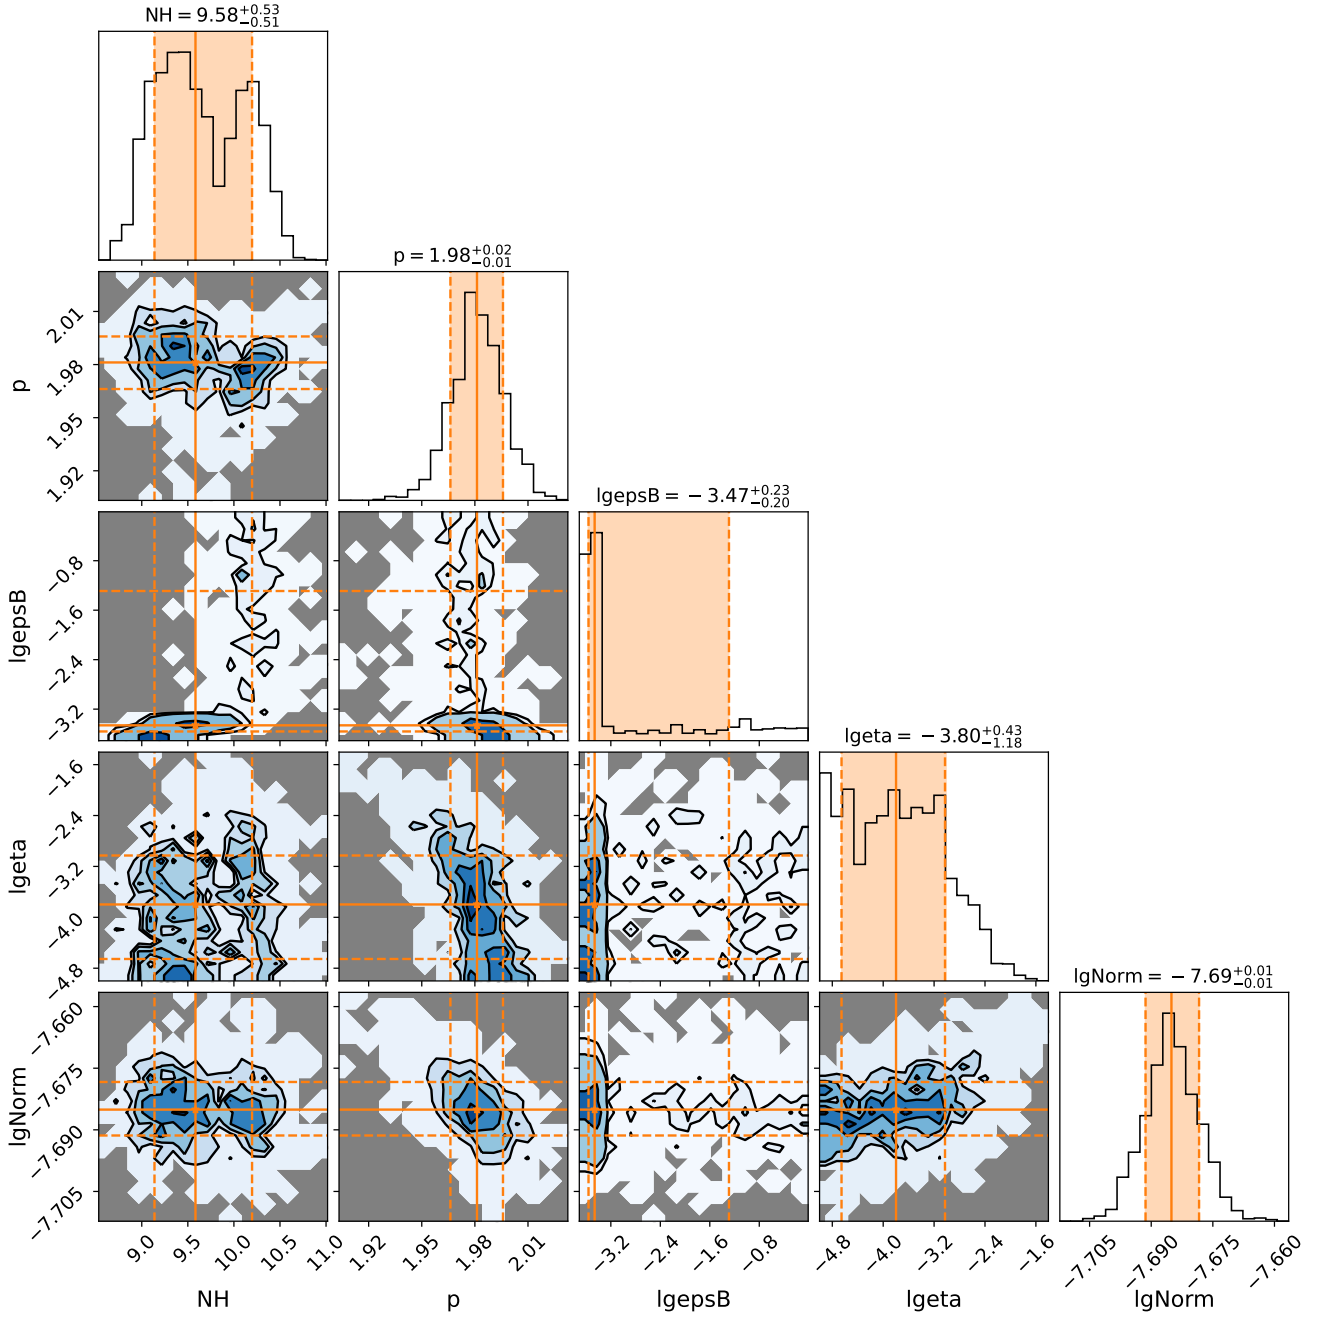 NH = 9.58+0.53−0.51
p = 1.98+0.02−0.01
lgepsB = −3.47+0.23−0.20
lgeta = −3.80+0.43−1.18
lgNorm = −7.69+0.01−0.01
p
2.01
1.98
1.95
1.92
lgepsB
−0.8
−1.6
−2.4
−3.2
lgeta
−1.6
−2.4
−3.2
−4.0
−4.8
lgNorm
−7.660
−7.675
−7.690
−7.705
9.0 9.5 10.0 10.5 11.0
1.92 1.95 1.98 2.01
−3.2 −2.4 −1.6 −0.8
−4.8 −4.0 −3.2 −2.4 −1.6
−7.705 −7.690 −7.675 −7.660
NH p lgepsB lgeta lgNorm